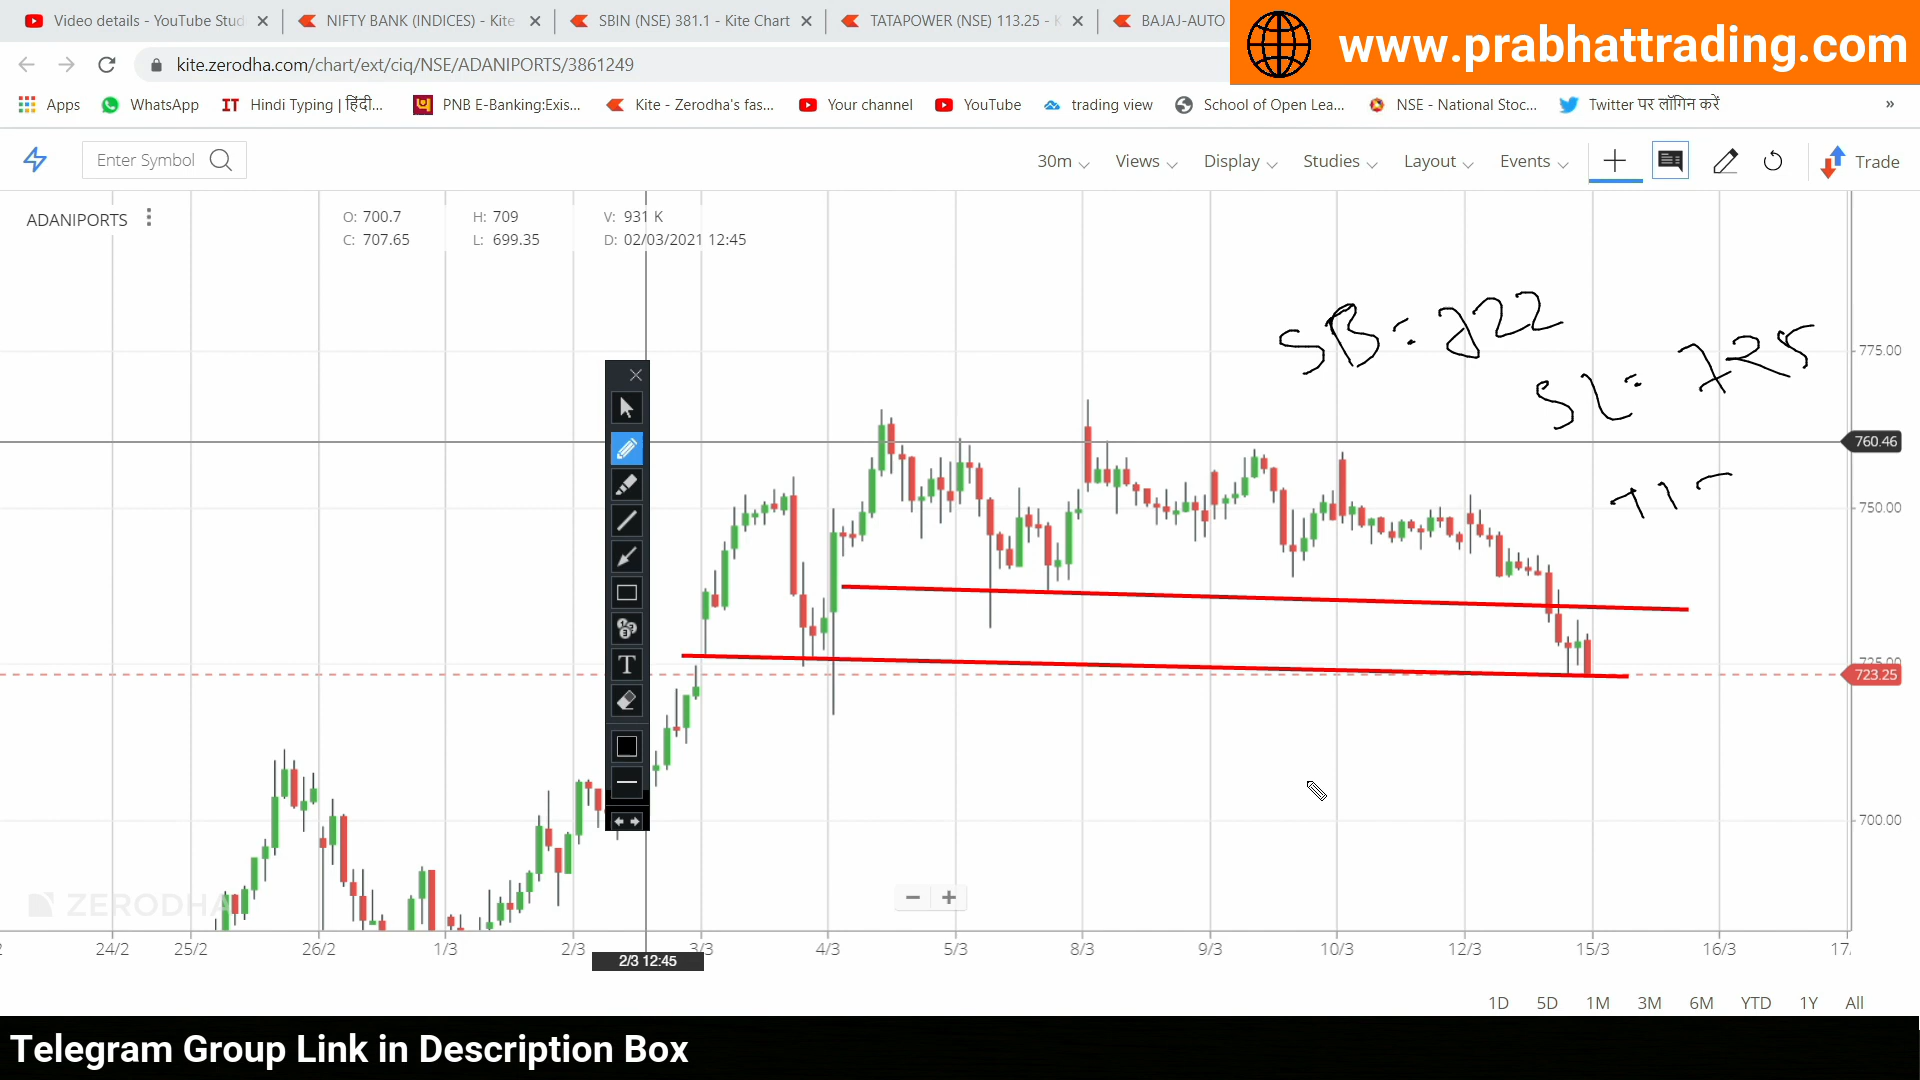 Video details - YouTube Stud
NIFTY BANK (INDICES) - Kite
SBIN (NSE) 381.1 - Kite Chart
TATAPOWER (NSE) 113.25 - K
BAJAJ-AUTO
www.prabhattrading.com
kite.zerodha.com/chart/ext/ciq/NSE/ADANIPORTS/3861249
Apps WhatsApp IT Hindi Typing | हिंदी... PNB E-Banking:Exis... Kite - Zerodha's fas... Your channel YouTube trading view School of Open Lea... NSE - National Stoc... Twitter पर लॉगिन करें »
Enter Symbol 30m Views Display Studies Layout Events Trade
ADANIPORTS
O: 700.7 H: 709 V: 931 K
C: 707.65 L: 699.35 D: 02/03/2021 12:45
SB: 722
SL: 725
775.00
760.46
750.00
725.00
723.25
700.00
T
ZERODHA
24/2 25/2 26/2 1/3 2/3 3/3 4/3 5/3 8/3 9/3 10/3 12/3 15/3 16/3 17/
2/3 12:45
1D 5D 1M 3M 6M YTD 1Y All
Telegram Group Link in Description Box